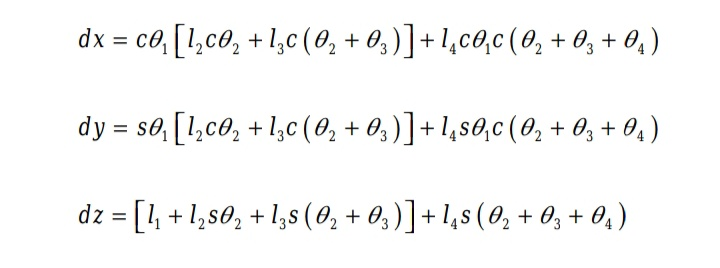 dx = cθ₁[l₂cθ₂ + l₃c(θ₂ + θ₃)] + l₄cθ₁c(θ₂ + θ₃ + θ₄)
dy = sθ₁[l₂cθ₂ + l₃c(θ₂ + θ₃)] + l₄sθ₁c(θ₂ + θ₃ + θ₄)
dz = [l₁ + l₂sθ₂ + l₃s(θ₂ + θ₃)] + l₄s(θ₂ + θ₃ + θ₄)